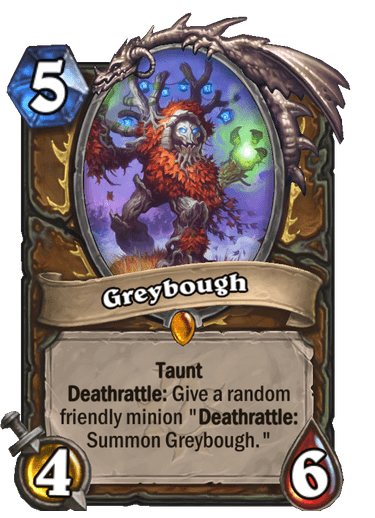 5
Greybough
Taunt
Deathrattle: Give a random
friendly minion "Deathrattle:
Summon Greybough."
4
6